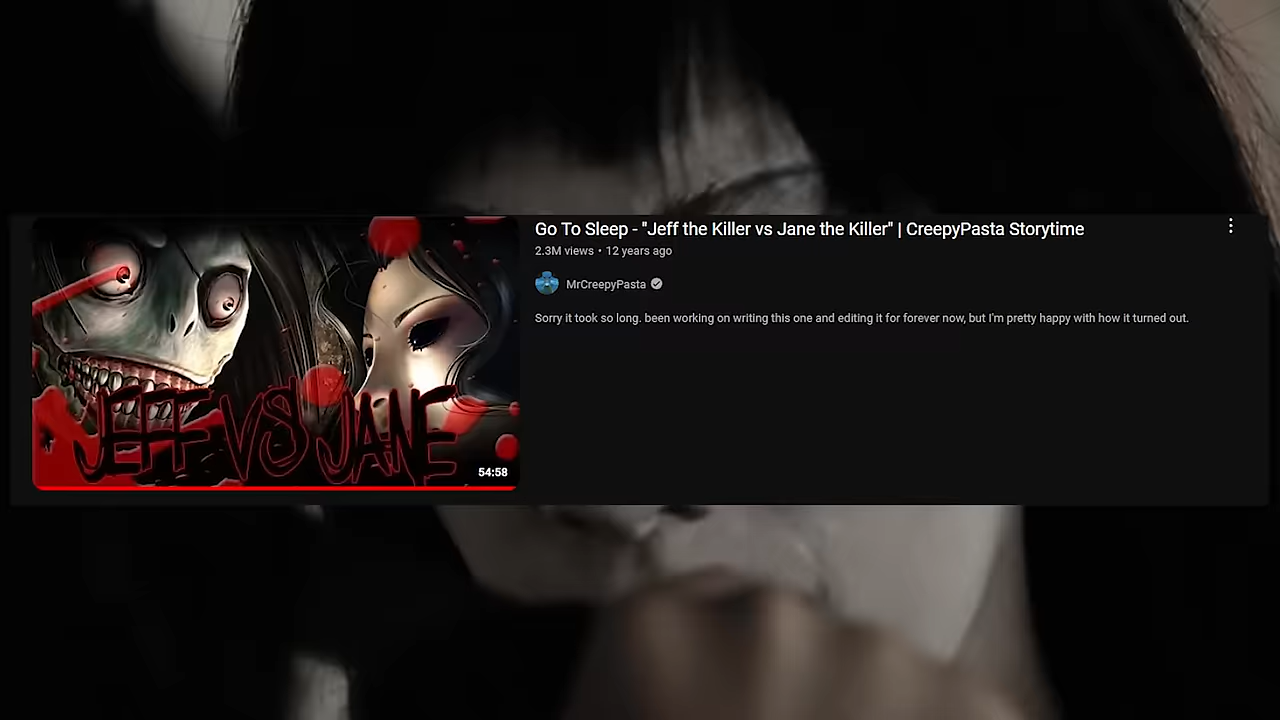 Go To Sleep - "Jeff the Killer vs Jane the Killer" | CreepyPasta Storytime
2.3M views • 12 years ago
MrCreepyPasta
Sorry it took so long. been working on writing this one and editing it for forever now, but I'm pretty happy with how it turned out.
JEFF VS JANE
54:58